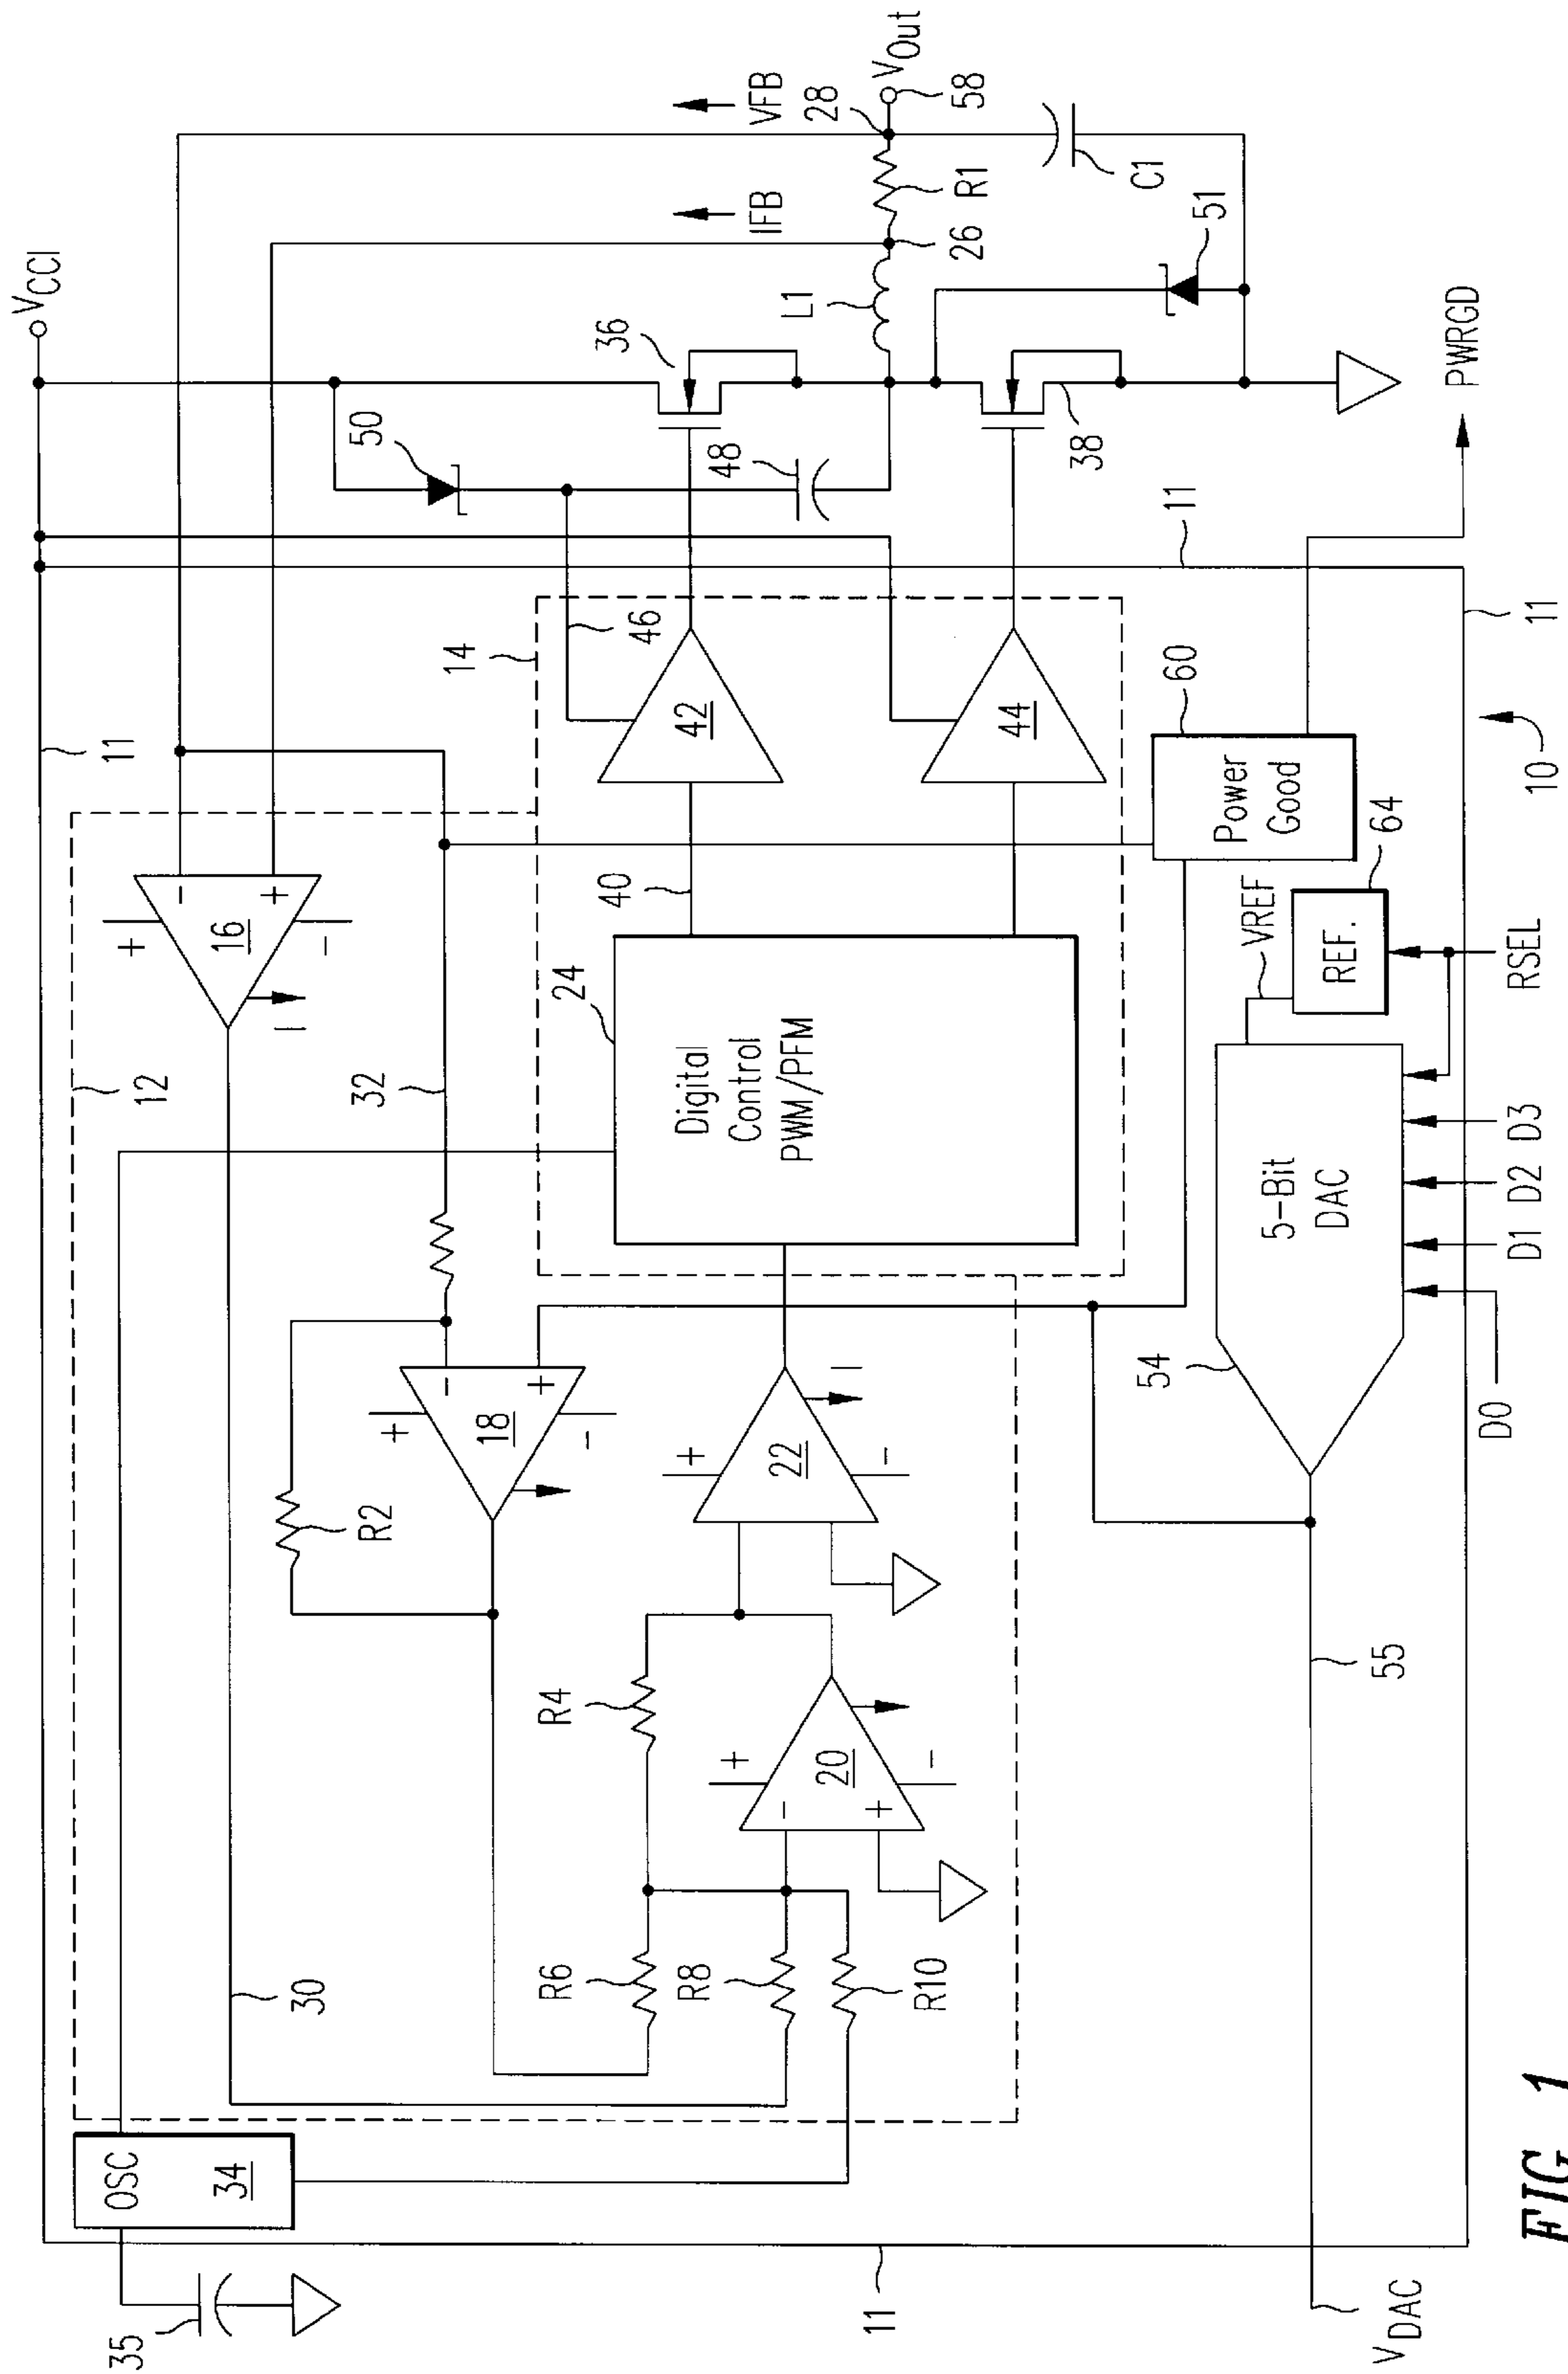 VCCI
11
14
12
+
-
16
+
-
I
IFB
VFB
50
36
L1
R1
28
VOut
58
26
48
46
42
40
24
32
Digital
Control
PWM/PFM
44
38
51
C1
11
OSC
34
35
30
R2
+
-
18
+
-
R4
R6
R8
R10
+
-
20
+
-
+
22
-
I
60
Power
Good
PWRGD
VREF
64
REF.
RSEL
54
5-Bit
DAC
D3
D2
D1
D0
55
VDAC
11
11
10
FIG. 1